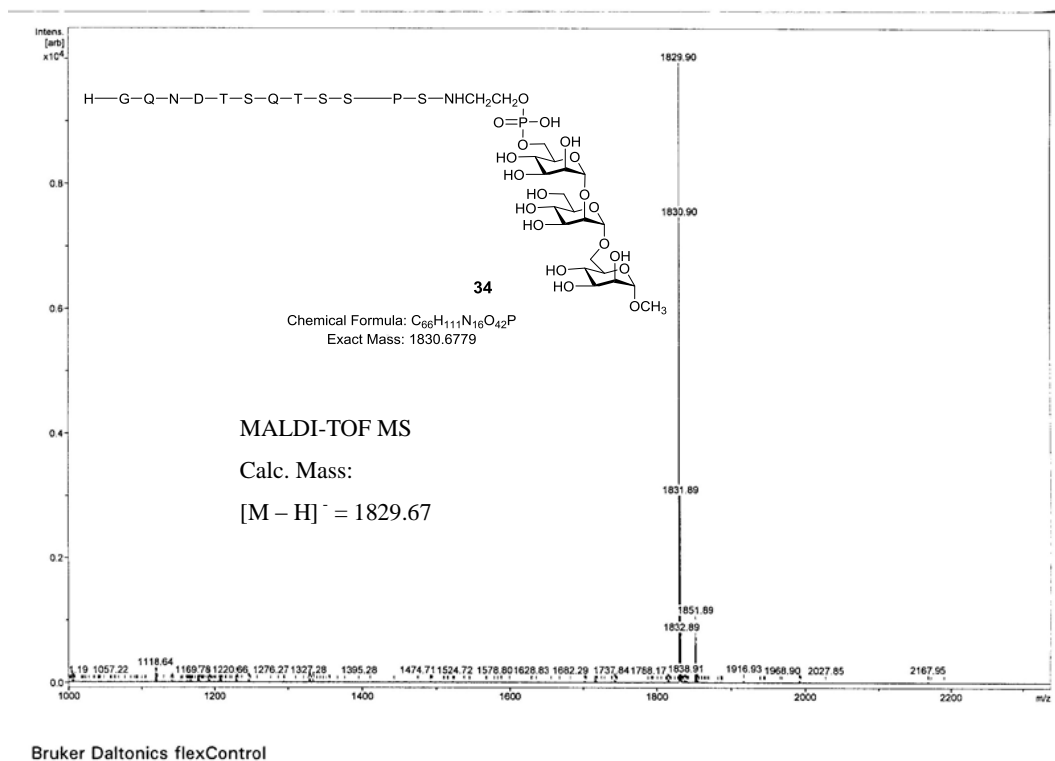 Intens.
[arb]
x10⁴
1829.90
H—G—Q—N—D—T—S—Q—T—S—S—P—S—NHCH₂CH₂O
O=P—OH
O
OH
HO
O
HO
O
HO
HO
O
HO
O
OH
HO
O
HO
OCH₃
0.8
1830.90
34
0.6
Chemical Formula: C₆₆H₁₁₁N₁₆O₄₂P
Exact Mass: 1830.6779
1831.89
MALDI-TOF MS
0.4
Calc. Mass:
[M – H]⁻ = 1829.67
0.2
1851.89
1832.89
1.19 1057.22 1118.64 1169.78 1220.66 1276.27 1327.28 1395.28 1474.71 1524.72 1578.80 1628.83 1682.29 1737.84 1788.17 1838.91 1916.93 1968.90 2027.85 2167.95
0.0
1000 1200 1400 1600 1800 2000 2200 m/z
Bruker Daltonics flexControl